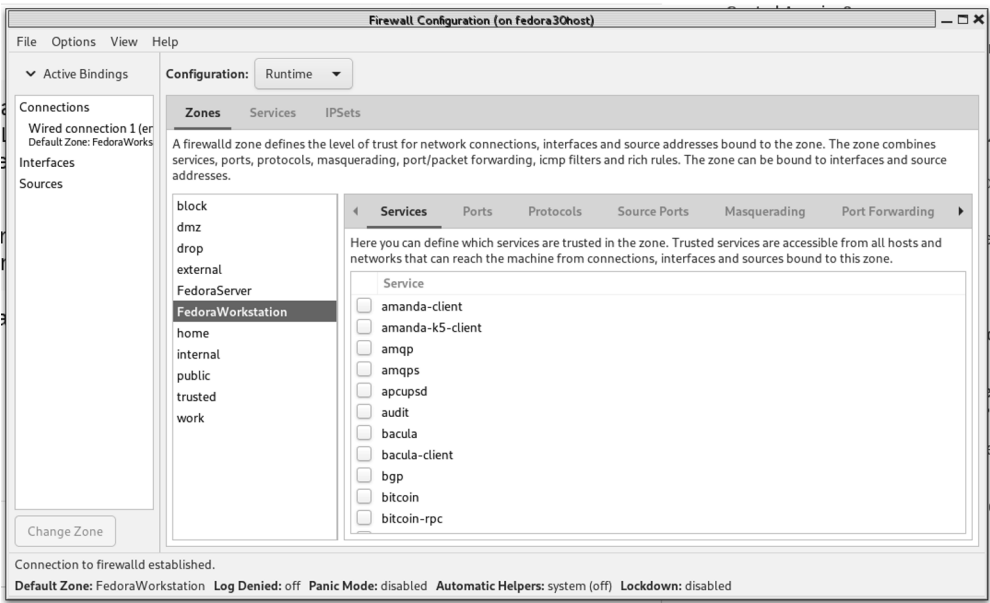 Firewall Configuration (on fedora30host)
File Options View Help
Active Bindings
Configuration: Runtime
Connections
Wired connection 1 (er
Default Zone: FedoraWorks
Interfaces
Sources
Change Zone
Zones Services IPSets
A firewalld zone defines the level of trust for network connections, interfaces and source addresses bound to the zone. The zone combines
services, ports, protocols, masquerading, port/packet forwarding, icmp filters and rich rules. The zone can be bound to interfaces and source
addresses.
block
dmz
drop
external
FedoraServer
FedoraWorkstation
home
internal
public
trusted
work
Services Ports Protocols Source Ports Masquerading Port Forwarding
Here you can define which services are trusted in the zone. Trusted services are accessible from all hosts and
networks that can reach the machine from connections, interfaces and sources bound to this zone.
Service
amanda-client
amanda-k5-client
amqp
amqps
apcupsd
audit
bacula
bacula-client
bgp
bitcoin
bitcoin-rpc
Connection to firewalld established.
Default Zone: FedoraWorkstation Log Denied: off Panic Mode: disabled Automatic Helpers: system (off) Lockdown: disabled